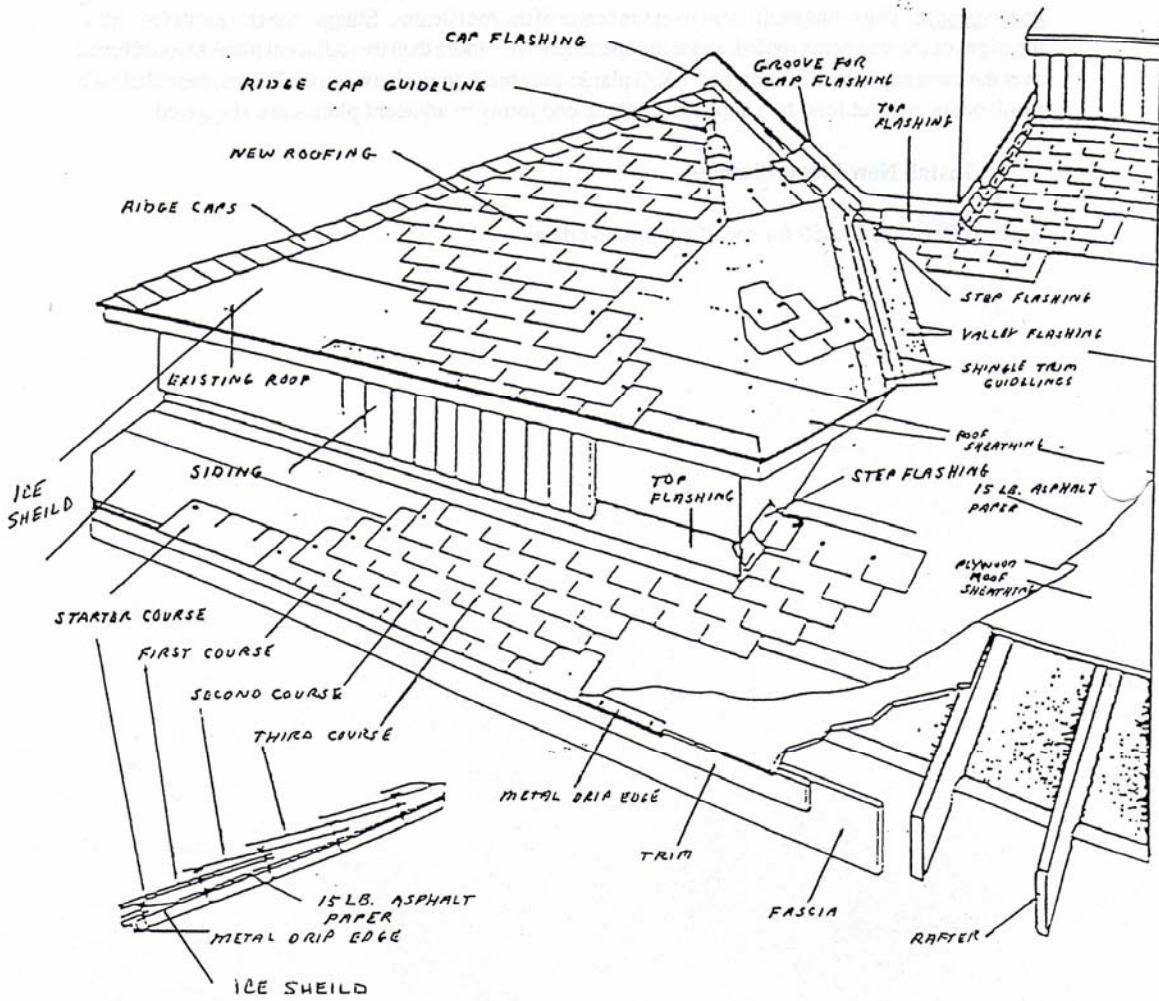 CAP FLASHING
RIDGE CAP GUIDELINE
GROOVE FOR
CAP FLASHING
TOP
FLASHING
NEW ROOFING
RIDGE CAPS
STEP FLASHING
VALLEY FLASHING
SHINGLE TRIM
GUIDELLINGS
EXISTING ROOF
ROOF
SHEATHING
SIDING
TOP
FLASHING
STEP FLASHING
15 LB. ASPHALT
PAPER
ICE
SHEILD
PLYWOOD
ROOF
SHEATHING
STARTER COURSE
FIRST COURSE
SECOND COURSE
THIRD COURSE
METAL DRIP EDGE
TRIM
FASCIA
RAFTER
15 LB. ASPHALT
PAPER
METAL DRIP EDGE
ICE SHEILD